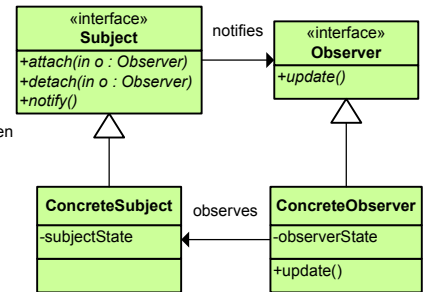 «interface»
Subject
+attach(in o : Observer)
+detach(in o : Observer)
+notify()
notifies
«interface»
Observer
+update()
en
ConcreteSubject
-subjectState
observes
ConcreteObserver
-observerState
+update()